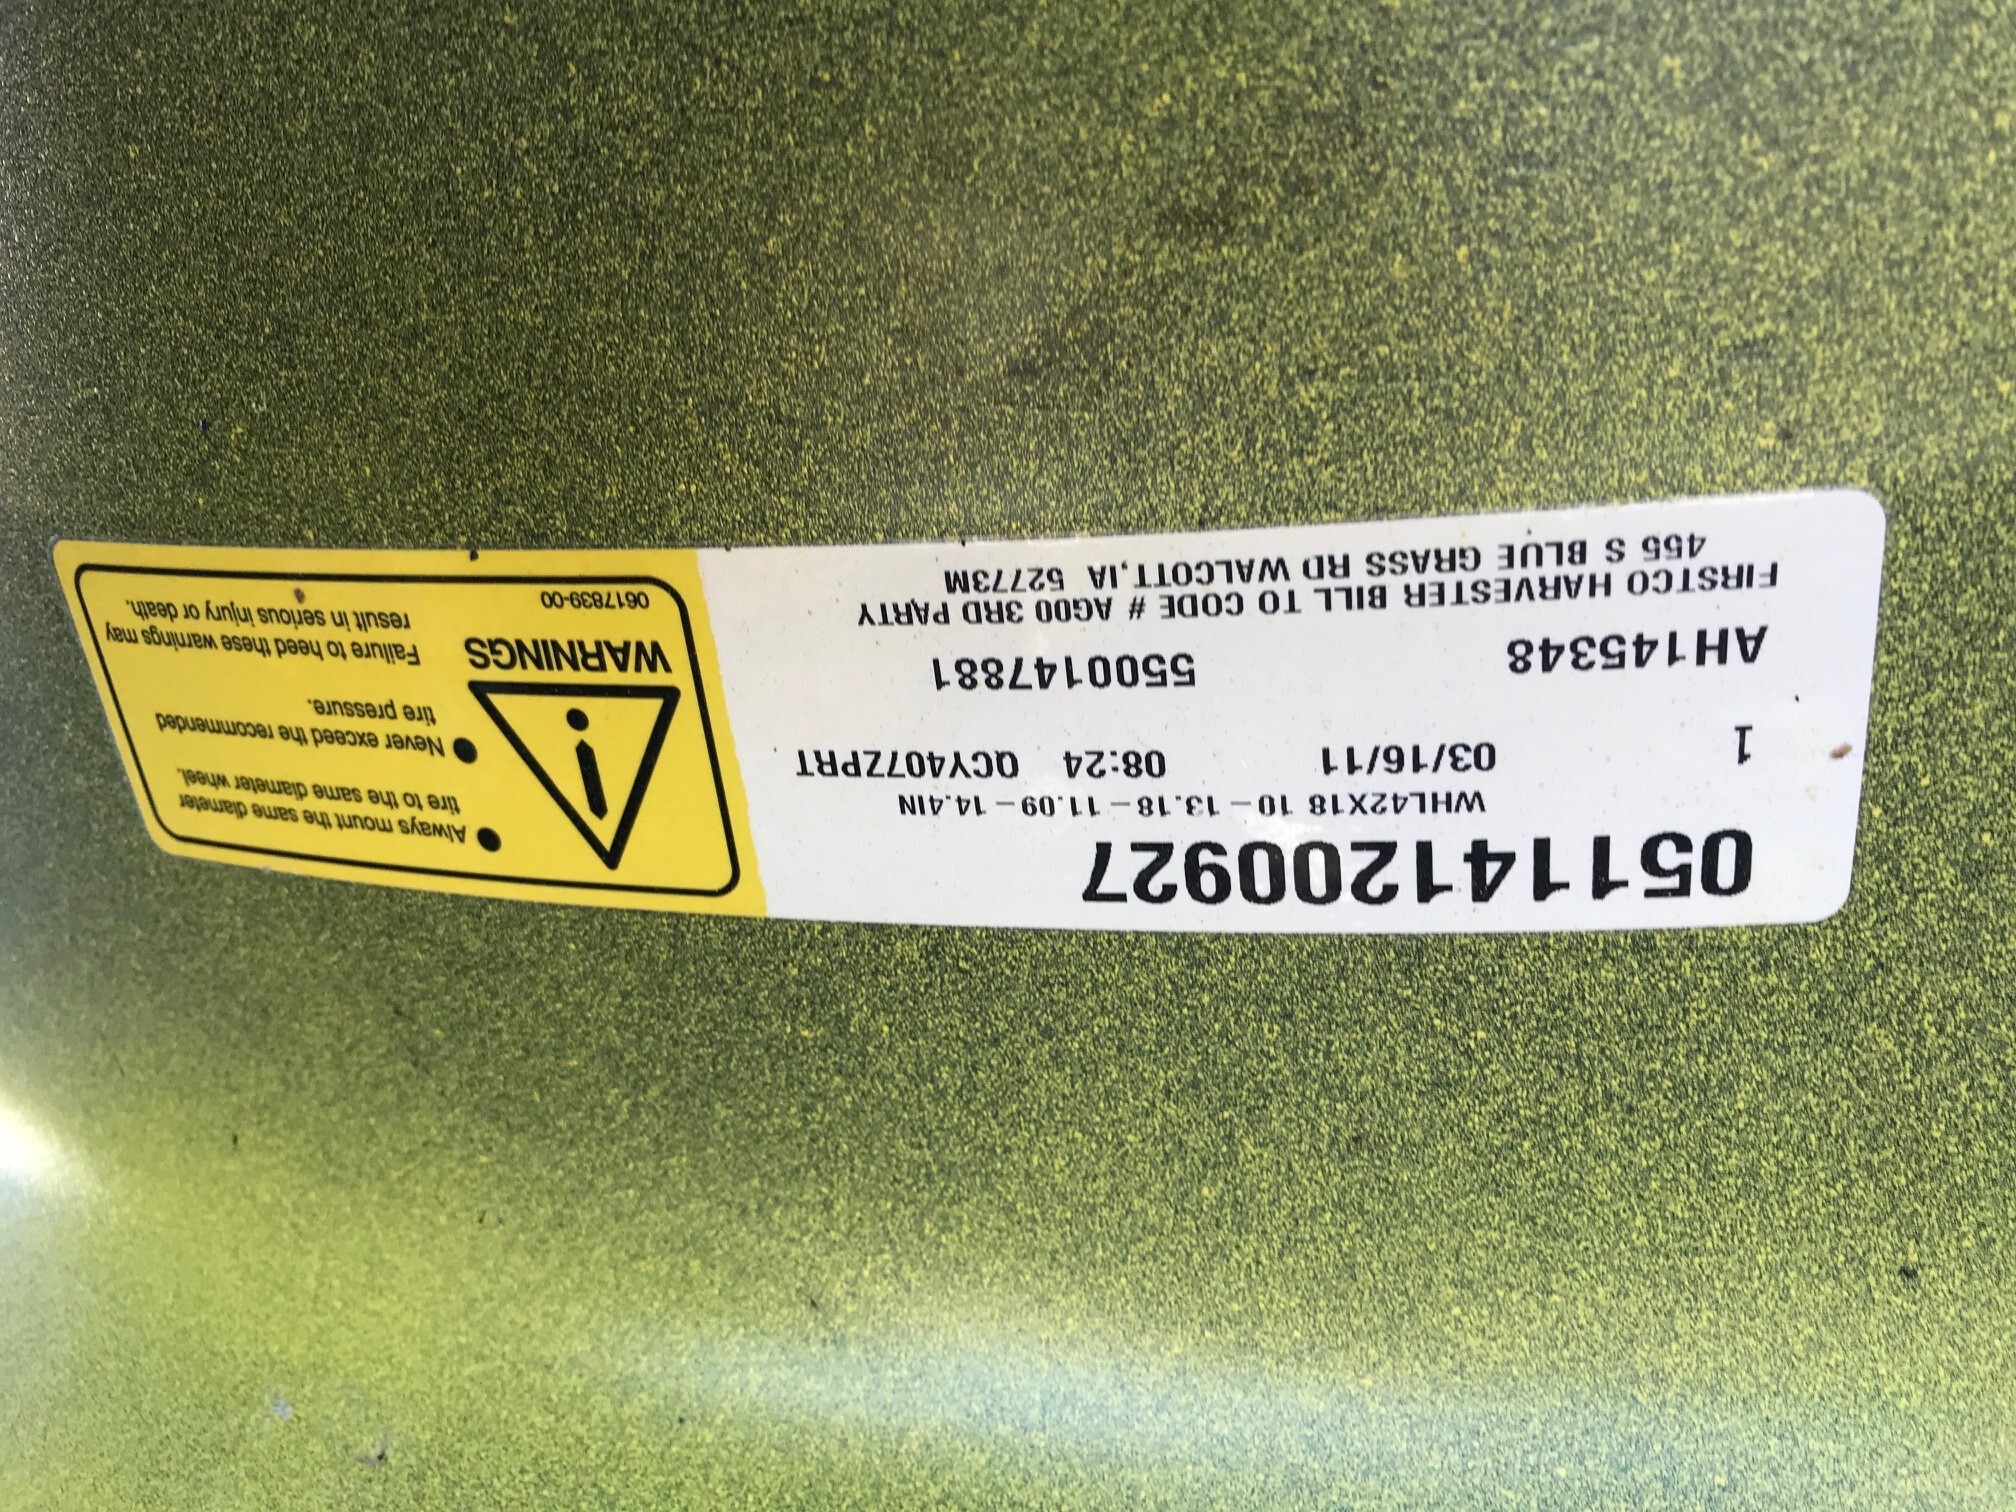 051141200927
WHL42X18 10 - 13.18 - 11.09 - 14.4IN
1 03/16/11 08:24 QCY407ZPRT
AH145348 5500147881
FIRSTCO HARVESTER BILL TO CODE # AG00 3RD PARTY
455 S BLUE GRASS RD WALCOTT,IA 52773M
WARNINGS
0617839-00
• Always mount the same diameter
tire to the same diameter wheel.
• Never exceed the recommended
tire pressure.
Failure to heed these warnings may
result in serious injury or death.